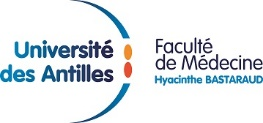 Université
des Antilles
Faculté
de Médecine
Hyacinthe BASTARAUD